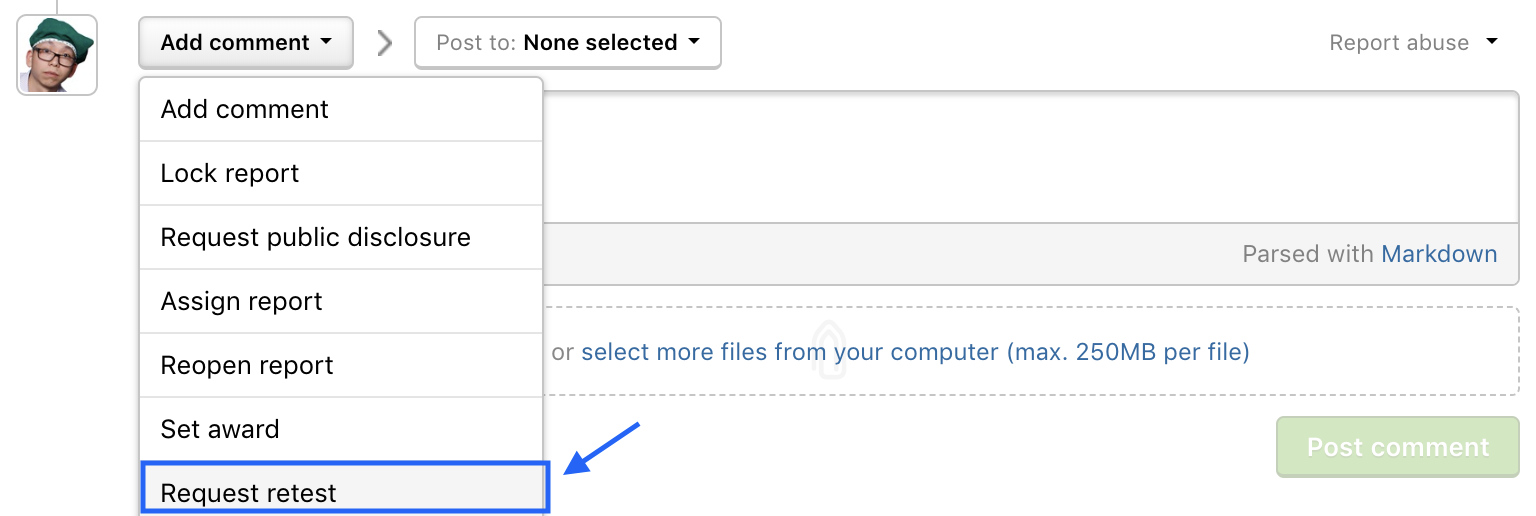 Add comment
Post to: None selected
Report abuse
Add comment
Lock report
Request public disclosure
Parsed with Markdown
Assign report
or select more files from your computer (max. 250MB per file)
Reopen report
Set award
Post comment
Request retest